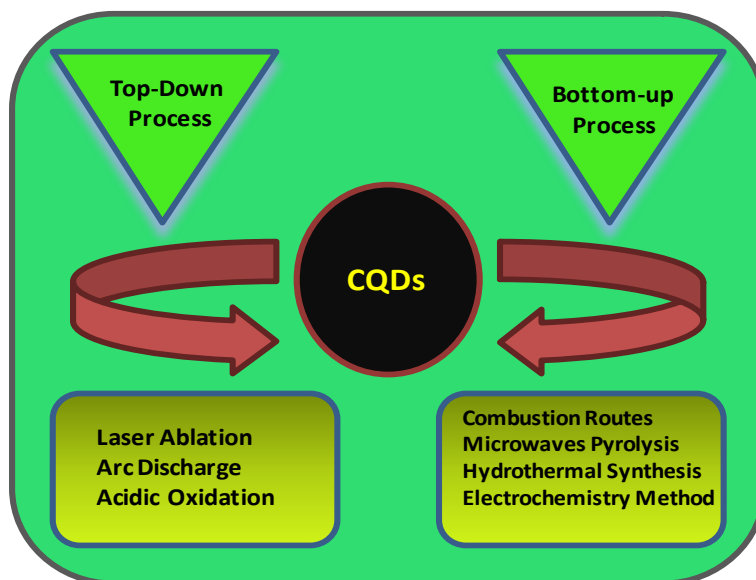 Top-Down
Process
Bottom-up
Process
CQDs
Laser Ablation
Arc Discharge
Acidic Oxidation
Combustion Routes
Microwaves Pyrolysis
Hydrothermal Synthesis
Electrochemistry Method